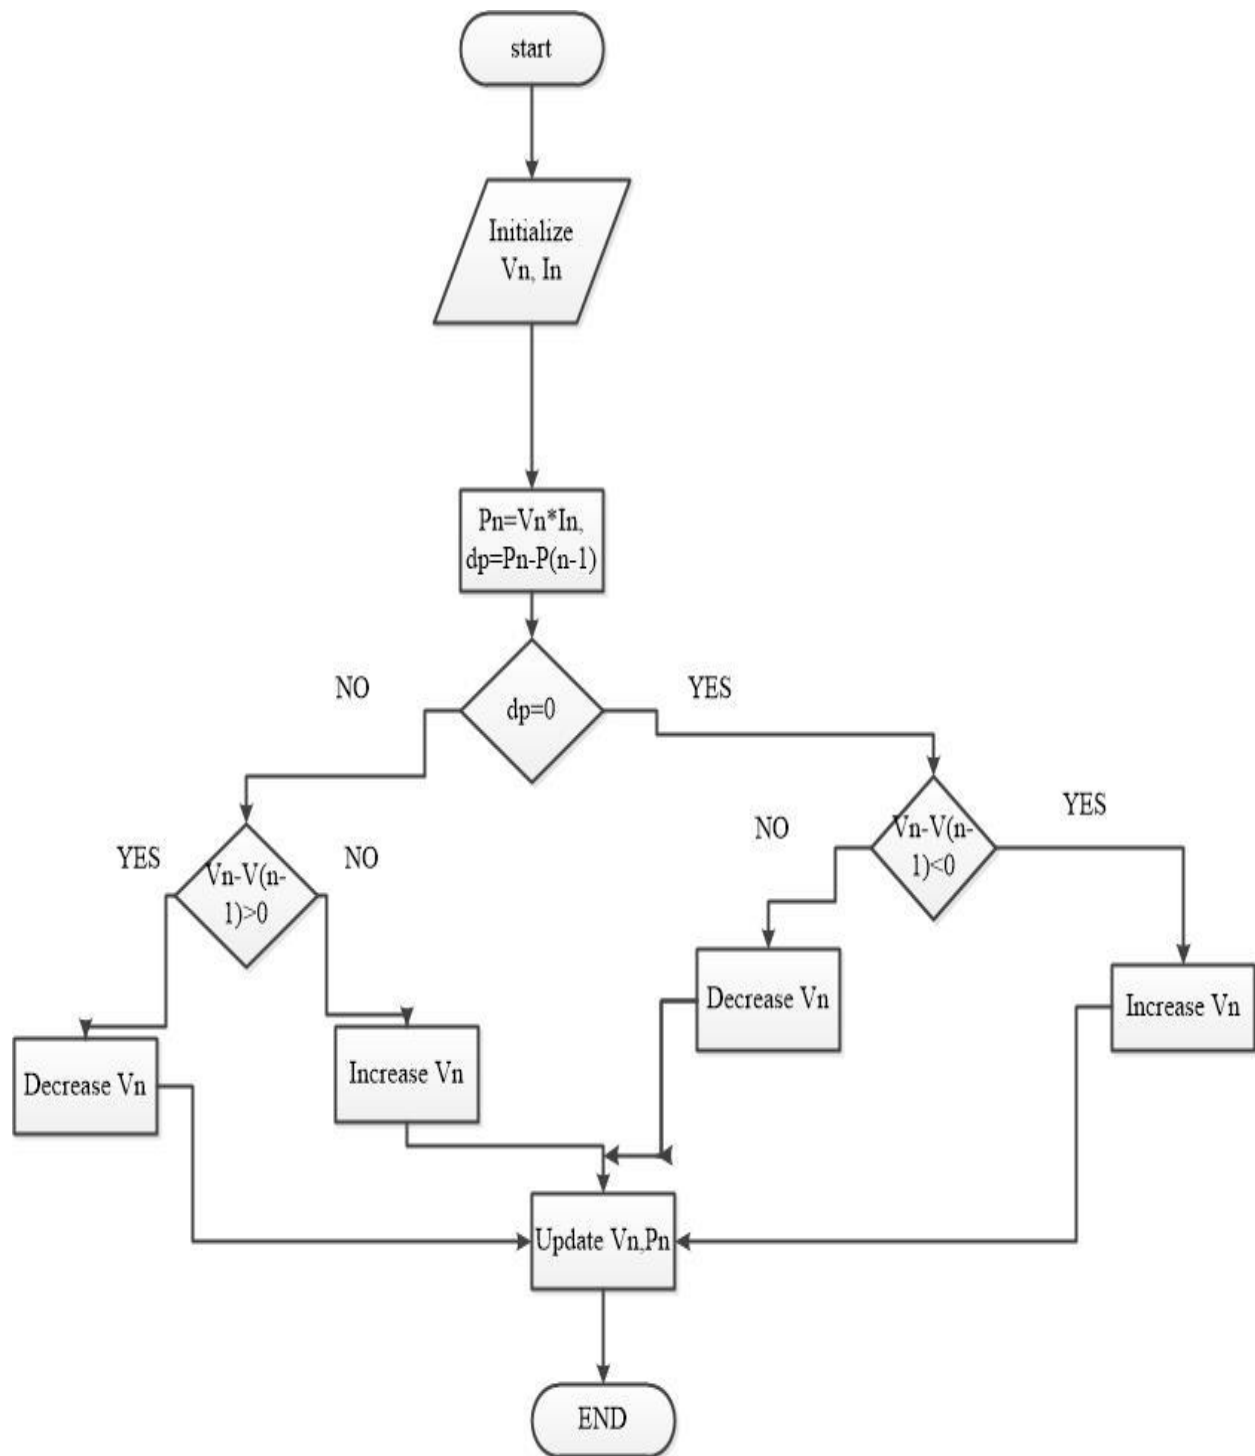 start
Initialize
Vn, In
Pn=Vn*In,
dp=Pn-P(n-1)
NO
YES
dp=0
YES
NO
Vn-V(n-
1)>0
NO
YES
Vn-V(n-
1)<0
Decrease Vn
Increase Vn
Decrease Vn
Increase Vn
Update Vn,Pn
END